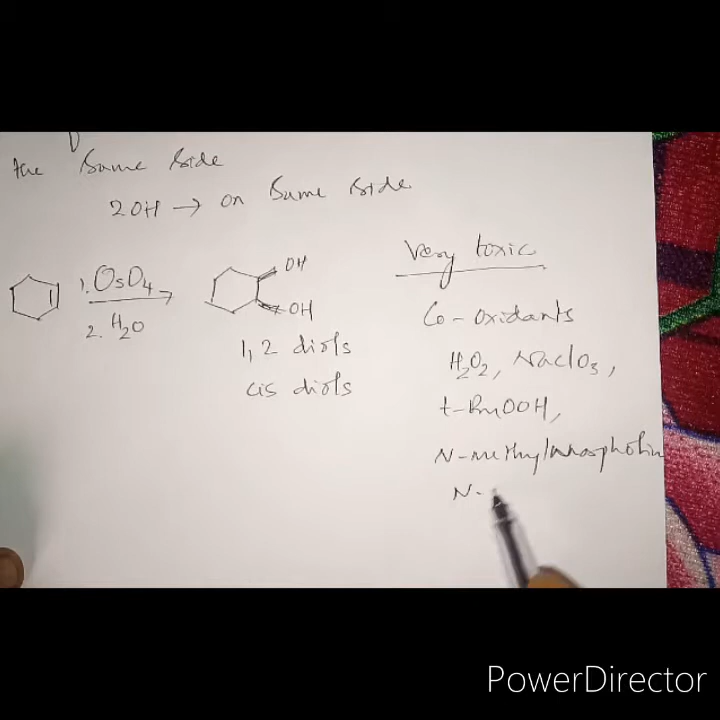 the Same side
2OH → on Same side
1. OsO4
2. H2O
OH
OH
1,2 diols
cis diols
Very toxic
Co-oxidants
H2O2, NaClO3,
t-BuOOH,
N-methylmorpholin
N-
PowerDirector